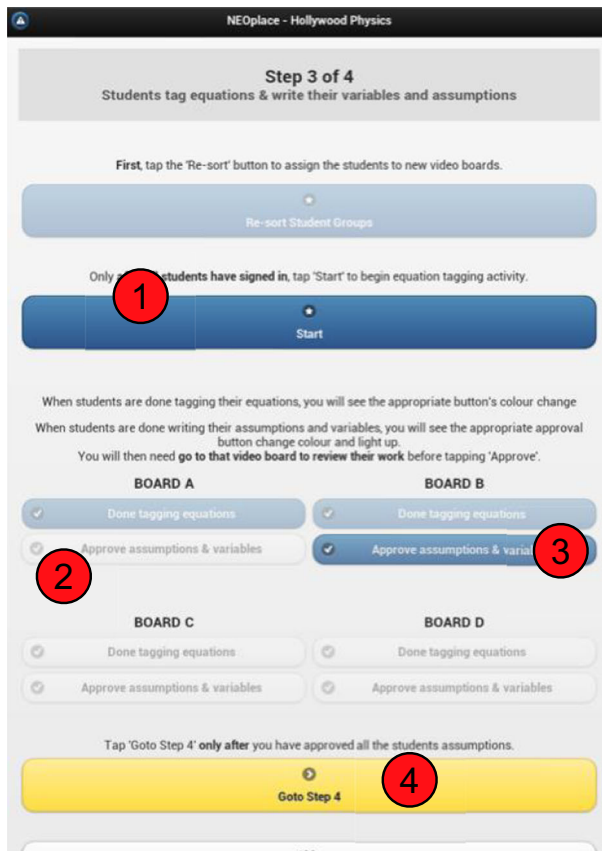 NEOplace - Hollywood Physics
Step 3 of 4
Students tag equations & write their variables and assumptions
First, tap the 'Re-sort' button to assign the students to new video boards.
Re-sort Student Groups
Only students have signed in, tap 'Start' to begin equation tagging activity.
1
Start
When students are done tagging their equations, you will see the appropriate button's colour change
When students are done writing their assumptions and variables, you will see the appropriate approval
button change colour and light up.
You will then need go to that video board to review their work before tapping 'Approve'.
BOARD A
Done tagging equations
Approve assumptions & variables
2
BOARD B
Done tagging equations
Approve assumptions &
3
BOARD C
Done tagging equations
Approve assumptions & variables
BOARD D
Done tagging equations
Approve assumptions & variables
Tap 'Goto Step 4' only after you have approved all the students assumptions.
4
Goto Step 4